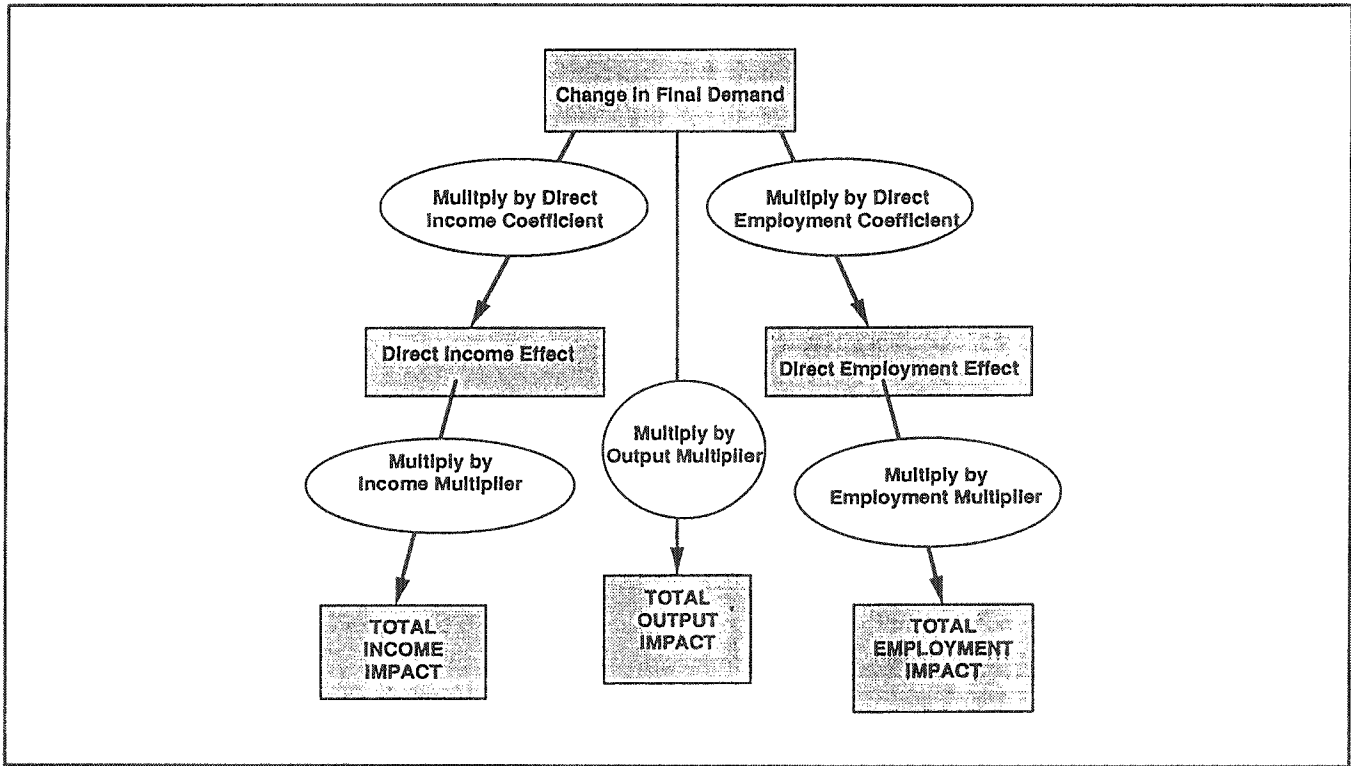 Change in Final Demand
Mulitply by Direct
Income Coefficient
Multiply by Direct
Employment Coefficient
Direct Income Effect
Direct Employment Effect
Multiply by
Income Multiplier
Multiply by
Output Multiplier
Multiply by
Employment Multiplier
TOTAL
INCOME
IMPACT
TOTAL
OUTPUT
IMPACT
TOTAL
EMPLOYMENT
IMPACT